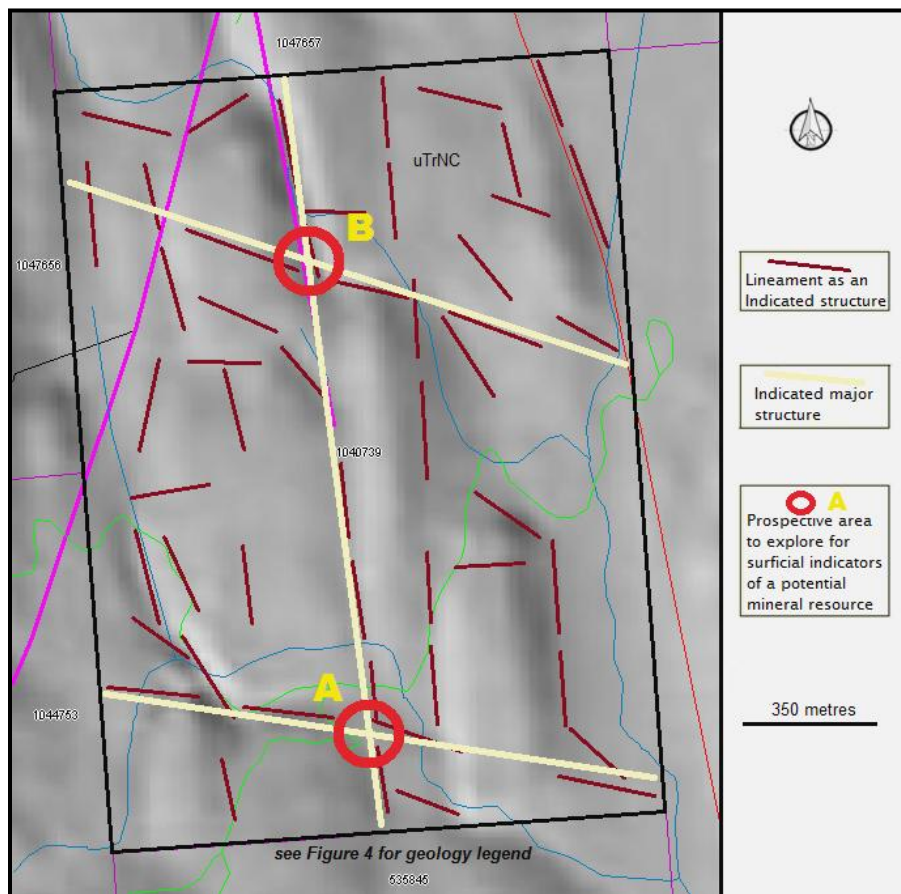 1047657
uTrNC
B
1047656
1040739
A
1044753
see Figure 4 for geology legend
535845
N
Lineament as an
Indicated structure
Indicated major
structure
A
Prospective area
to explore for
surficial indicators
of a potential
mineral resource
350 metres